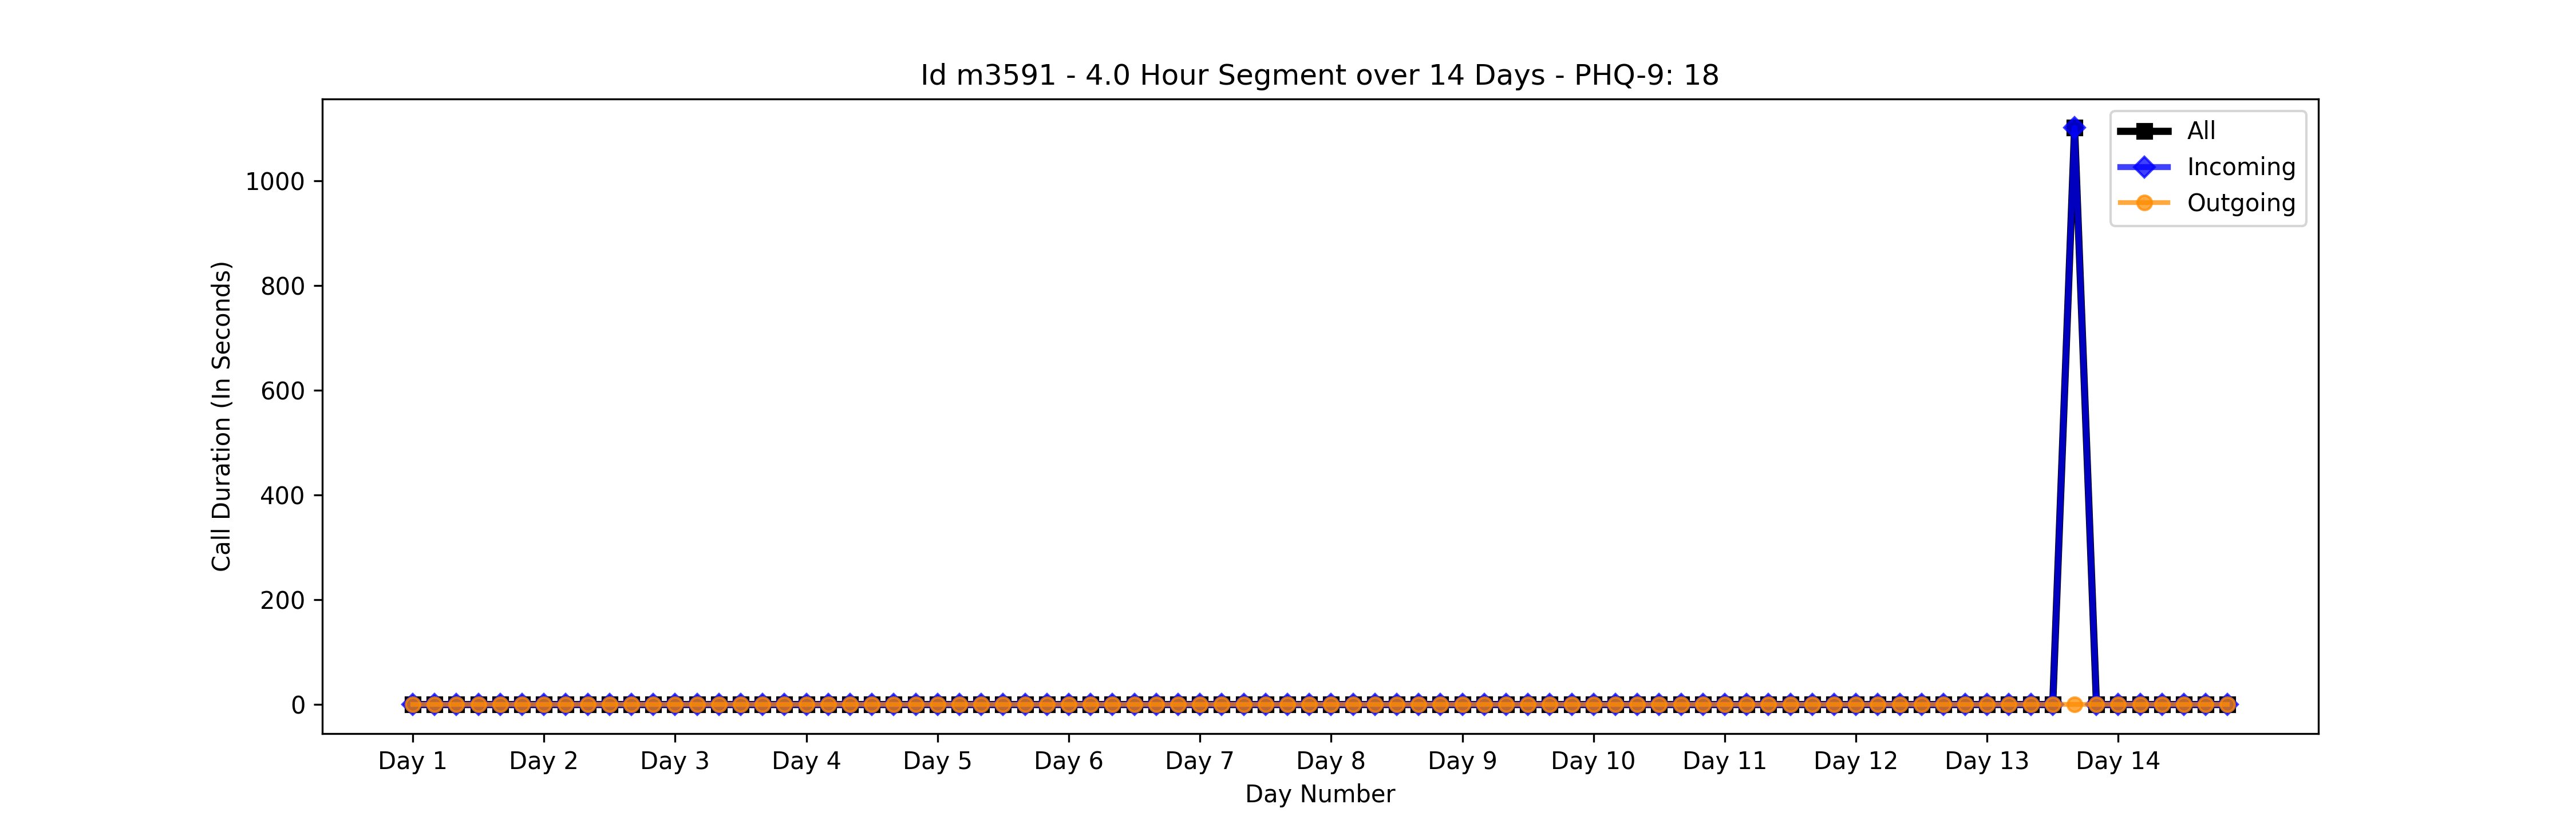 Id m3591 - 4.0 Hour Segment over 14 Days - PHQ-9: 18
All
Incoming
Outgoing
Call Duration (In Seconds)
1000
800
600
400
200
0
Day 1 Day 2 Day 3 Day 4 Day 5 Day 6 Day 7 Day 8 Day 9 Day 10 Day 11 Day 12 Day 13 Day 14
Day Number